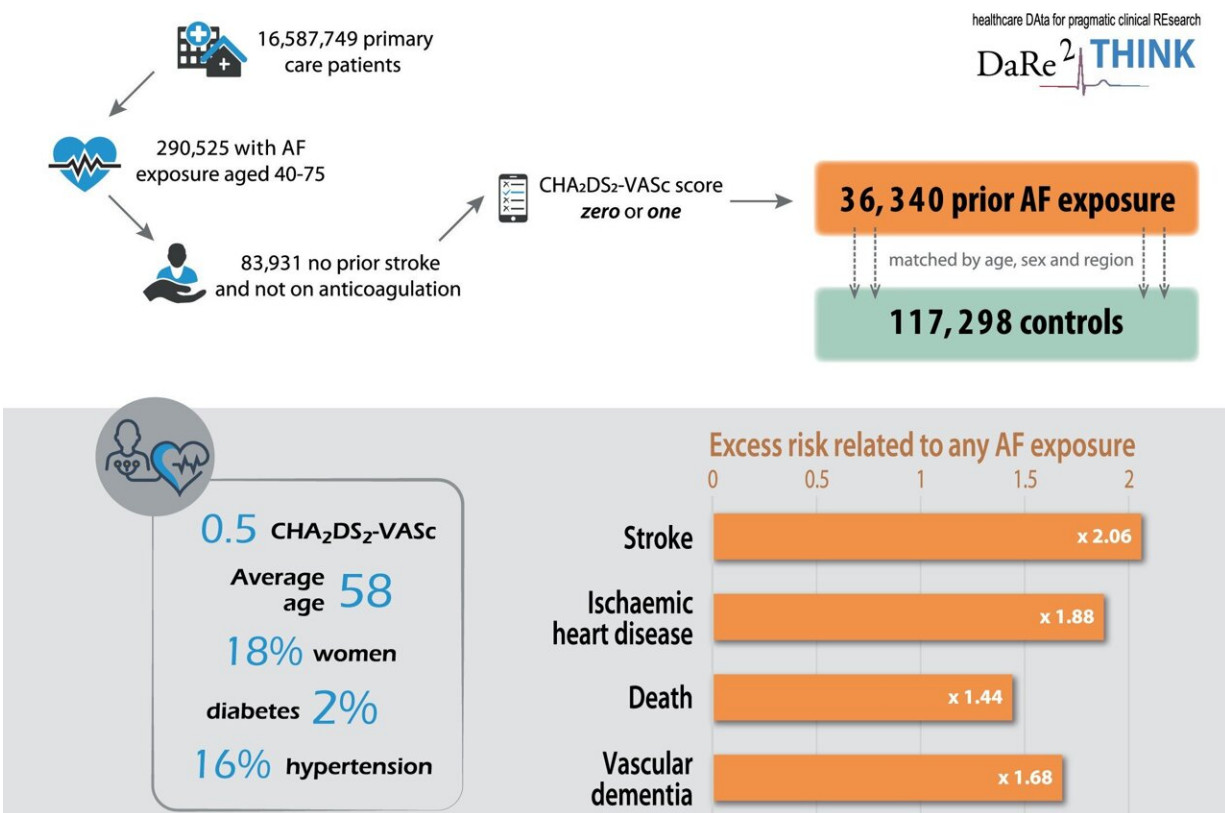 healthcare DAta for pragmatic clinical REsearch
DaRe2 THINK
16,587,749 primary
care patients
290,525 with AF
exposure aged 40-75
83,931 no prior stroke
and not on anticoagulation
CHA₂DS₂-VASc score
zero or one
36,340 prior AF exposure
matched by age, sex and region
117,298 controls
0.5 CHA₂DS₂-VASc
Average
age 58
18% women
diabetes 2%
16% hypertension
Excess risk related to any AF exposure
0 0.5 1 1.5 2
Stroke x 2.06
Ischaemic
heart disease x 1.88
Death x 1.44
Vascular
dementia x 1.68